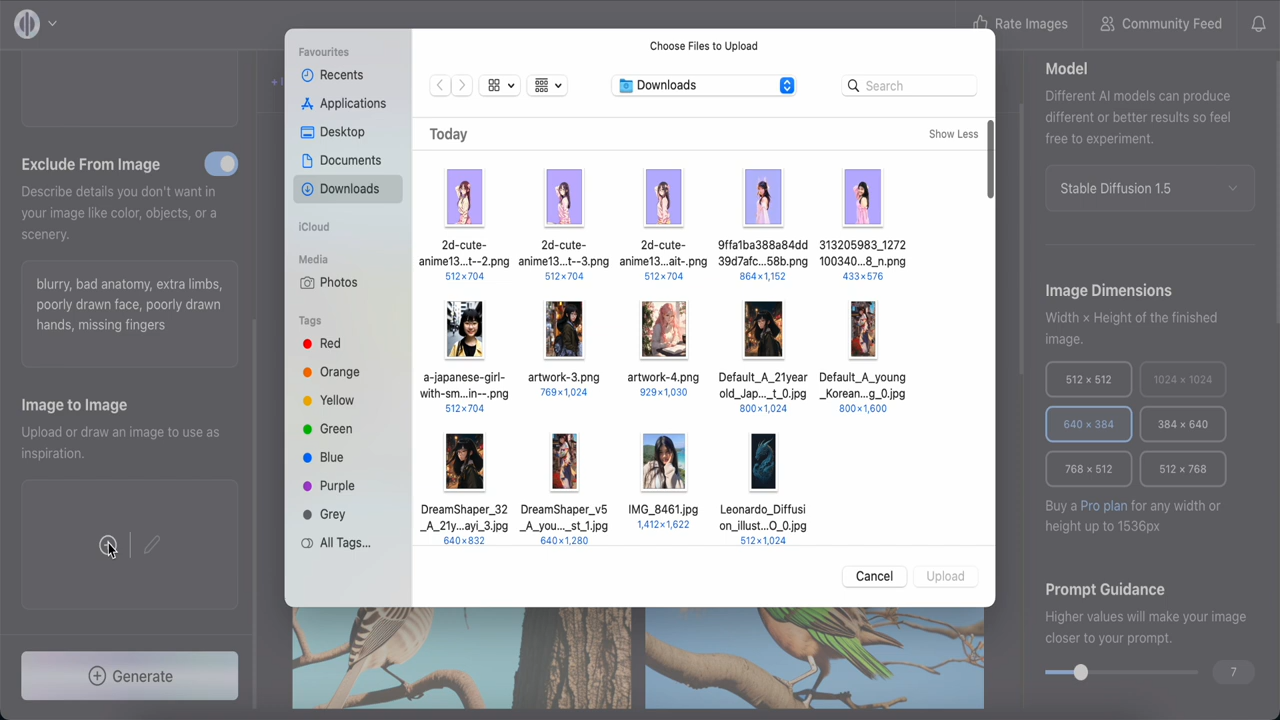 Rate Images
Community Feed
Exclude From Image
Describe details you don't want in
your image like color, objects, or a
scenery.
blurry, bad anatomy, extra limbs,
poorly drawn face, poorly drawn
hands, missing fingers
Image to Image
Upload or draw an image to use as
inspiration.
Generate
Choose Files to Upload
Favourites
Recents
Applications
Desktop
Documents
Downloads
iCloud
Media
Photos
Tags
Red
Orange
Yellow
Green
Blue
Purple
Grey
All Tags...
Downloads
Search
Today
Show Less
2d-cute-
anime13...t--2.png
512×704
2d-cute-
anime13...t--3.png
512×704
2d-cute-
anime13...ait-.png
512×704
9ffa1ba388a84dd
39d7afc...58b.png
864×1,152
313205983_1272
100340...8_n.png
433×576
a-japanese-girl-
with-sm...in--.png
512×704
artwork-3.png
769×1,024
artwork-4.png
929×1,030
Default_A_21year
old_Jap..._t_0.jpg
800×1,024
Default_A_young
_Korean...g_0.jpg
800×1,600
DreamShaper_32
_A_21y...ayi_3.jpg
640×832
DreamShaper_v5
_A_you..._st_1.jpg
640×1,280
IMG_8461.jpg
1,412×1,622
Leonardo_Diffusi
on_illust...O_0.jpg
512×1,024
Cancel
Upload
Model
Different AI models can produce
different or better results so feel
free to experiment.
Stable Diffusion 1.5
Image Dimensions
Width × Height of the finished
image.
512 × 512
1024 × 1024
640 × 384
384 × 640
768 × 512
512 × 768
Buy a Pro plan for any width or
height up to 1536px
Prompt Guidance
Higher values will make your image
closer to your prompt.
7